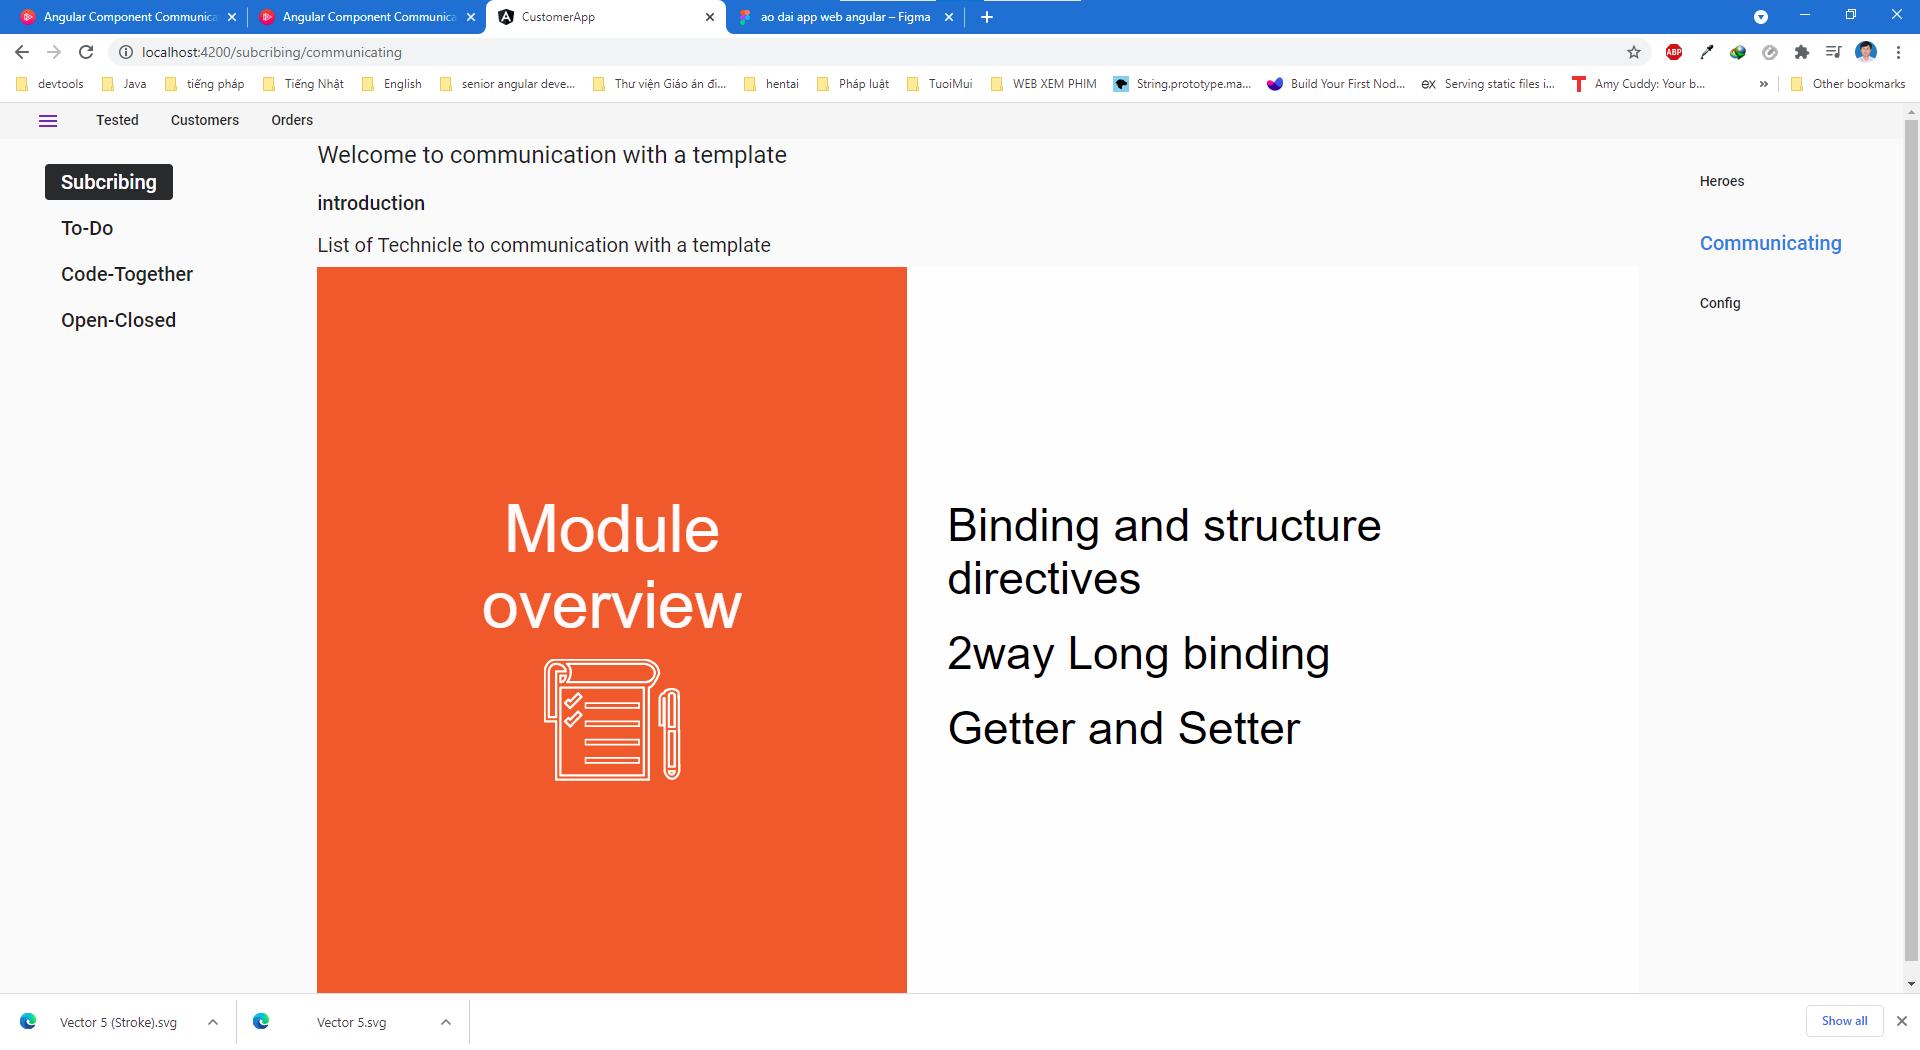 Angular Component Communica
Angular Component Communica
CustomerApp
ao dai app web angular – Figma
localhost:4200/subcribing/communicating
ABP
devtools
Java
tiếng pháp
Tiếng Nhật
English
senior angular deve...
Thư viện Giáo án đi...
hentai
Pháp luật
TuoiMui
WEB XEM PHIM
String.prototype.ma...
Build Your First Nod...
ex Serving static files i...
Amy Cuddy: Your b...
»
Other bookmarks
Tested
Customers
Orders
Subcribing
To-Do
Code-Together
Open-Closed
Welcome to communication with a template
introduction
List of Technicle to communication with a template
Module
overview
Binding and structure
directives
2way Long binding
Getter and Setter
Heroes
Communicating
Config
Vector 5 (Stroke).svg
Vector 5.svg
Show all